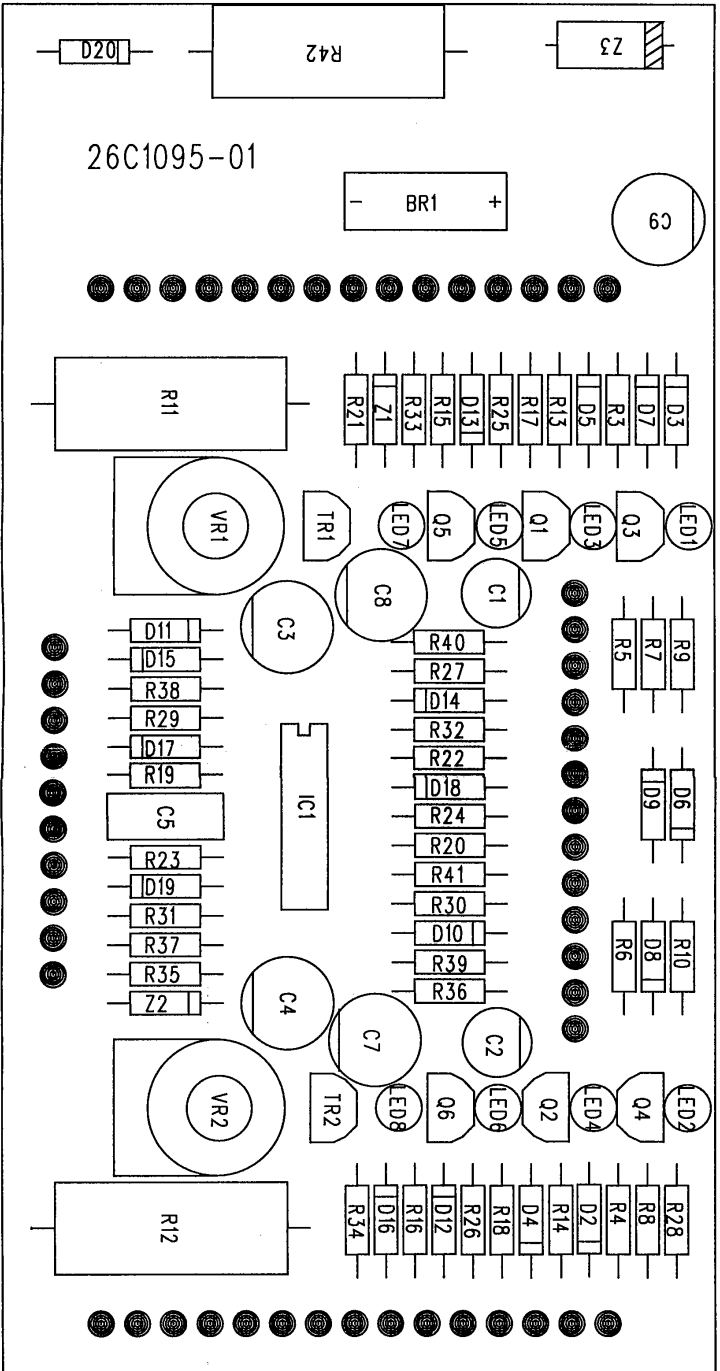 D20
R42
Z3
26C1095-01
- BR1 +
C9
R11
R21
Z1
R33
R15
D13
R25
R17
R13
D5
R3
D7
D3
VR1
TR1
LED7
Q5
LED5
Q1
LED3
Q3
LED1
C3
C8
C1
D11
D15
R38
R29
D17
R19
C5
R23
D19
R31
R37
R35
Z2
IC1
R40
R27
D14
R32
R22
D18
R24
R20
R41
R30
D10
R39
R36
R5
R7
R9
D9
D6
R6
D8
R10
C4
C7
C2
VR2
TR2
LED8
Q6
LED6
Q2
LED4
Q4
LED2
R12
R34
D16
R16
D12
R26
R18
D4
R14
D2
R4
R8
R28